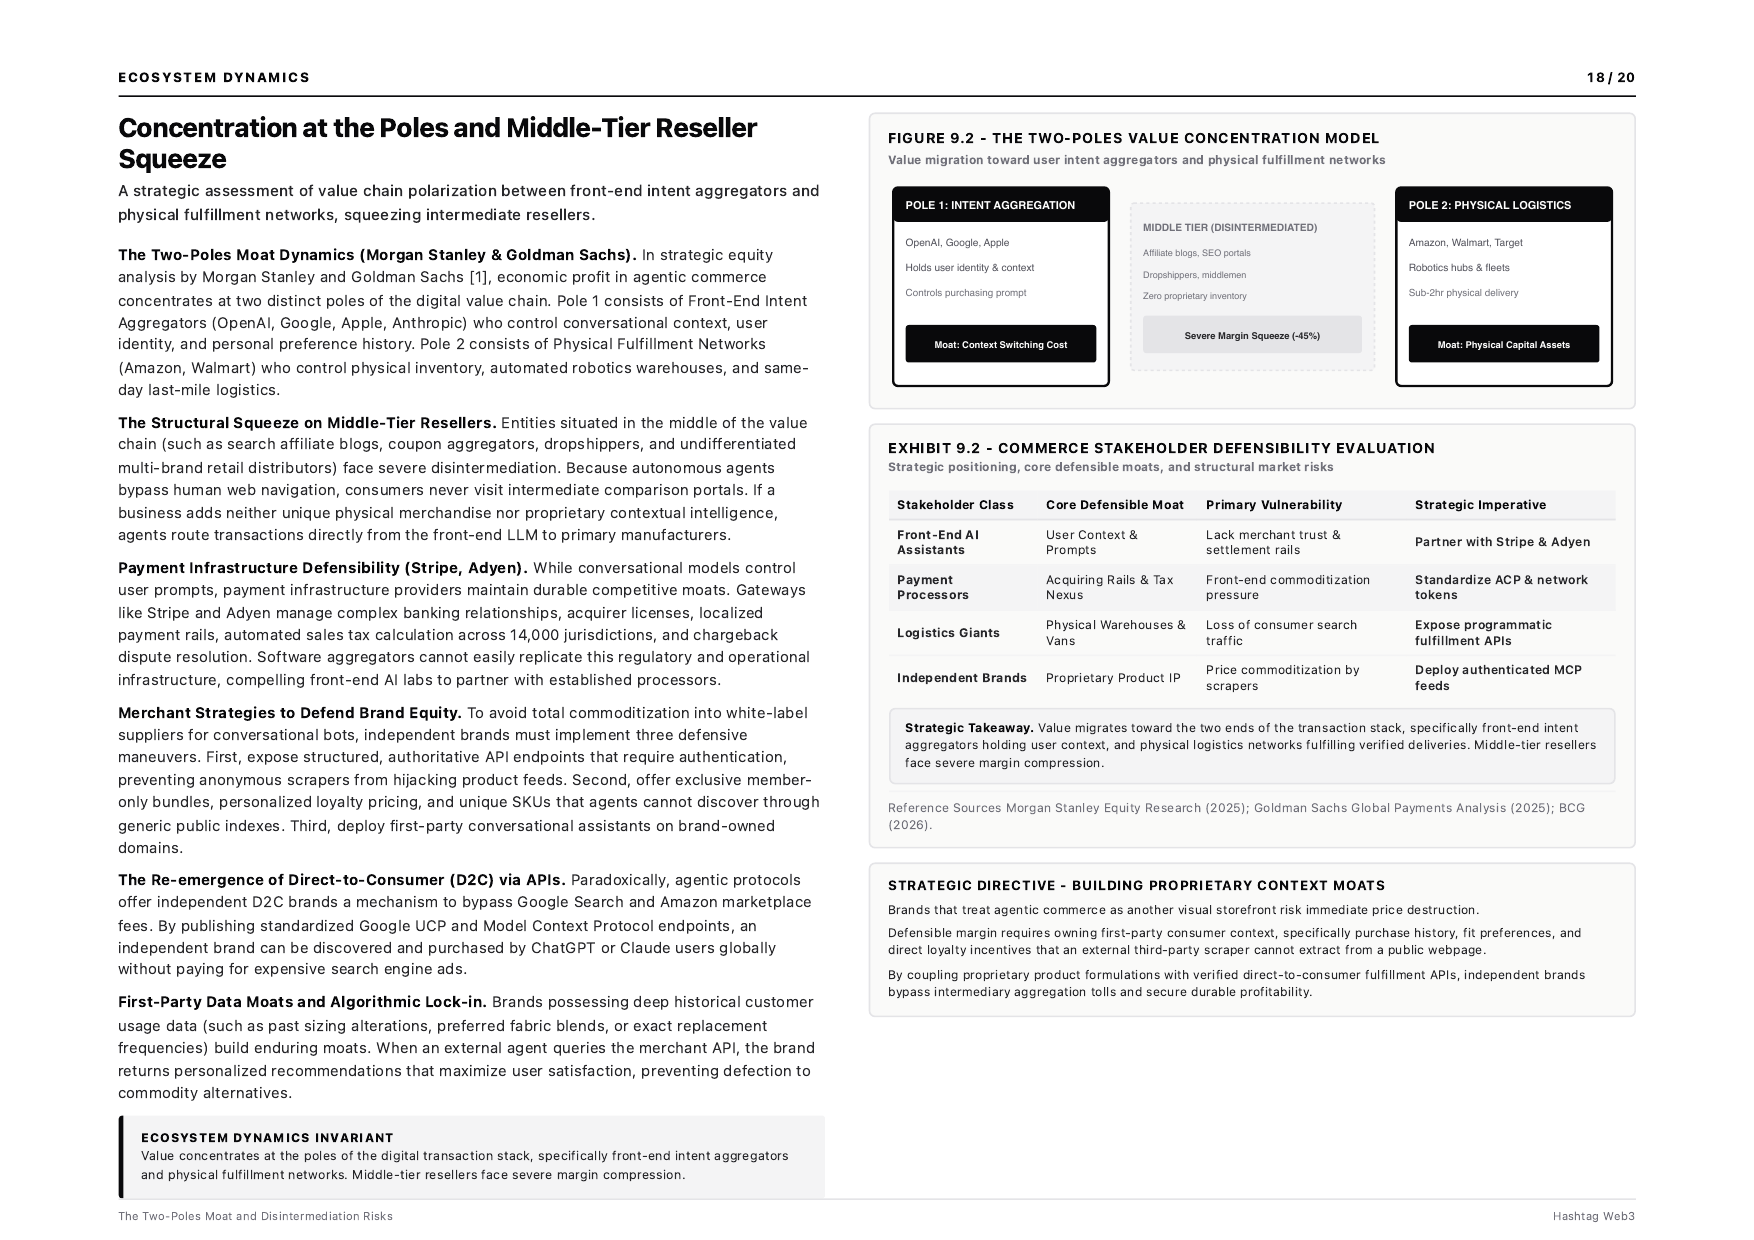 ECOSYSTEM DYNAMICS
18 / 20
Concentration at the Poles and Middle-Tier Reseller
Squeeze
A strategic assessment of value chain polarization between front-end intent aggregators and
physical fulfillment networks, squeezing intermediate resellers.
The Two-Poles Moat Dynamics (Morgan Stanley & Goldman Sachs). In strategic equity
analysis by Morgan Stanley and Goldman Sachs [1], economic profit in agentic commerce
concentrates at two distinct poles of the digital value chain. Pole 1 consists of Front-End Intent
Aggregators (OpenAI, Google, Apple, Anthropic) who control conversational context, user
identity, and personal preference history. Pole 2 consists of Physical Fulfillment Networks
(Amazon, Walmart) who control physical inventory, automated robotics warehouses, and same-
day last-mile logistics.
The Structural Squeeze on Middle-Tier Resellers. Entities situated in the middle of the value
chain (such as search affiliate blogs, coupon aggregators, dropshippers, and undifferentiated
multi-brand retail distributors) face severe disintermediation. Because autonomous agents
bypass human web navigation, consumers never visit intermediate comparison portals. If a
business adds neither unique physical merchandise nor proprietary contextual intelligence,
agents route transactions directly from the front-end LLM to primary manufacturers.
Payment Infrastructure Defensibility (Stripe, Adyen). While conversational models control
user prompts, payment infrastructure providers maintain durable competitive moats. Gateways
like Stripe and Adyen manage complex banking relationships, acquirer licenses, localized
payment rails, automated sales tax calculation across 14,000 jurisdictions, and chargeback
dispute resolution. Software aggregators cannot easily replicate this regulatory and operational
infrastructure, compelling front-end AI labs to partner with established processors.
Merchant Strategies to Defend Brand Equity. To avoid total commoditization into white-label
suppliers for conversational bots, independent brands must implement three defensive
maneuvers. First, expose structured, authoritative API endpoints that require authentication,
preventing anonymous scrapers from hijacking product feeds. Second, offer exclusive member-
only bundles, personalized loyalty pricing, and unique SKUs that agents cannot discover through
generic public indexes. Third, deploy first-party conversational assistants on brand-owned
domains.
The Re-emergence of Direct-to-Consumer (D2C) via APIs. Paradoxically, agentic protocols
offer independent D2C brands a mechanism to bypass Google Search and Amazon marketplace
fees. By publishing standardized Google UCP and Model Context Protocol endpoints, an
independent brand can be discovered and purchased by ChatGPT or Claude users globally
without paying for expensive search engine ads.
First-Party Data Moats and Algorithmic Lock-in. Brands possessing deep historical customer
usage data (such as past sizing alterations, preferred fabric blends, or exact replacement
frequencies) build enduring moats. When an external agent queries the merchant API, the brand
returns personalized recommendations that maximize user satisfaction, preventing defection to
commodity alternatives.
ECOSYSTEM DYNAMICS INVARIANT
Value concentrates at the poles of the digital transaction stack, specifically front-end intent aggregators
and physical fulfillment networks. Middle-tier resellers face severe margin compression.
FIGURE 9.2 - THE TWO-POLES VALUE CONCENTRATION MODEL
Value migration toward user intent aggregators and physical fulfillment networks
POLE 1: INTENT AGGREGATION
OpenAI, Google, Apple
Holds user identity & context
Controls purchasing prompt
Moat: Context Switching Cost
MIDDLE TIER (DISINTERMEDIATED)
Affiliate blogs, SEO portals
Dropshippers, middlemen
Zero proprietary inventory
Severe Margin Squeeze (-45%)
POLE 2: PHYSICAL LOGISTICS
Amazon, Walmart, Target
Robotics hubs & fleets
Sub-2hr physical delivery
Moat: Physical Capital Assets
EXHIBIT 9.2 - COMMERCE STAKEHOLDER DEFENSIBILITY EVALUATION
Strategic positioning, core defensible moats, and structural market risks
Stakeholder Class Core Defensible Moat Primary Vulnerability Strategic Imperative
Front-End AI
Assistants
User Context &
Prompts
Lack merchant trust &
settlement rails
Partner with Stripe & Adyen
Payment
Processors
Acquiring Rails & Tax
Nexus
Front-end commoditization
pressure
Standardize ACP & network
tokens
Logistics Giants
Physical Warehouses &
Vans
Loss of consumer search
traffic
Expose programmatic
fulfillment APIs
Independent Brands
Proprietary Product IP
Price commoditization by
scrapers
Deploy authenticated MCP
feeds
Strategic Takeaway. Value migrates toward the two ends of the transaction stack, specifically front-end intent
aggregators holding user context, and physical logistics networks fulfilling verified deliveries. Middle-tier resellers
face severe margin compression.
Reference Sources Morgan Stanley Equity Research (2025); Goldman Sachs Global Payments Analysis (2025); BCG
(2026).
STRATEGIC DIRECTIVE - BUILDING PROPRIETARY CONTEXT MOATS
Brands that treat agentic commerce as another visual storefront risk immediate price destruction.
Defensible margin requires owning first-party consumer context, specifically purchase history, fit preferences, and
direct loyalty incentives that an external third-party scraper cannot extract from a public webpage.
By coupling proprietary product formulations with verified direct-to-consumer fulfillment APIs, independent brands
bypass intermediary aggregation tolls and secure durable profitability.
The Two-Poles Moat and Disintermediation Risks
Hashtag Web3